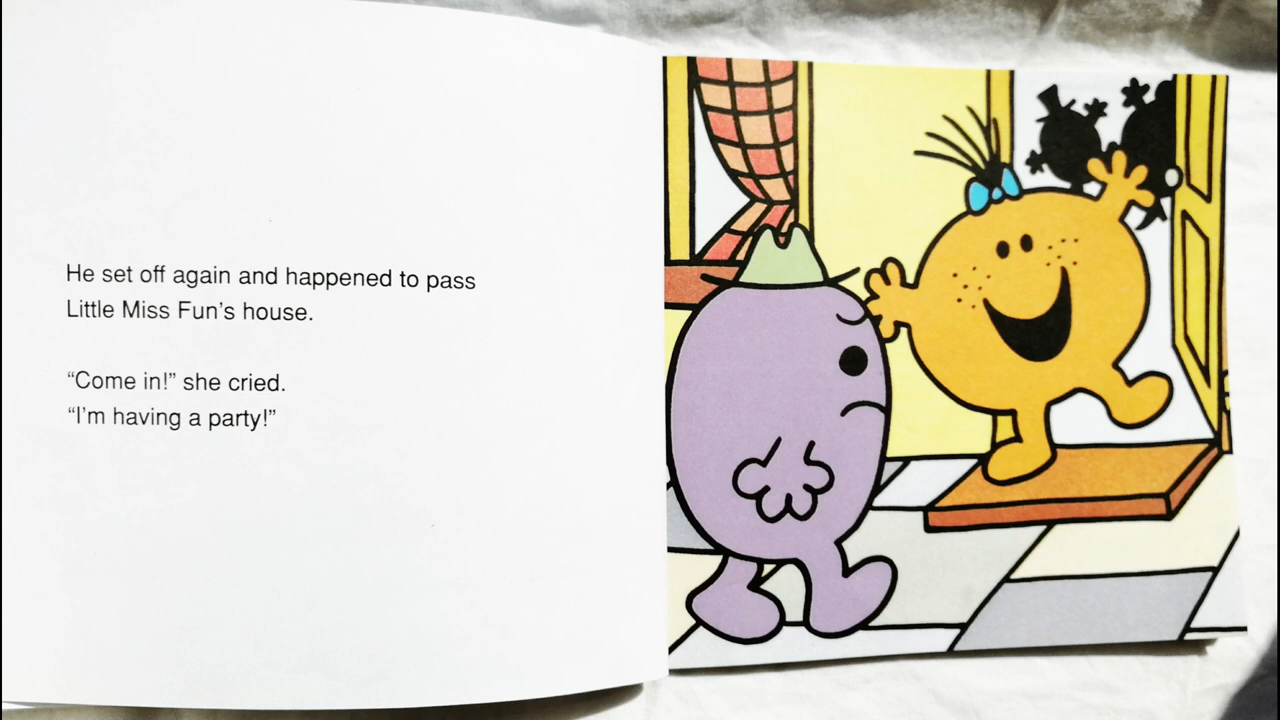 He set off again and happened to pass
Little Miss Fun’s house.
“Come in!” she cried.
“I’m having a party!”